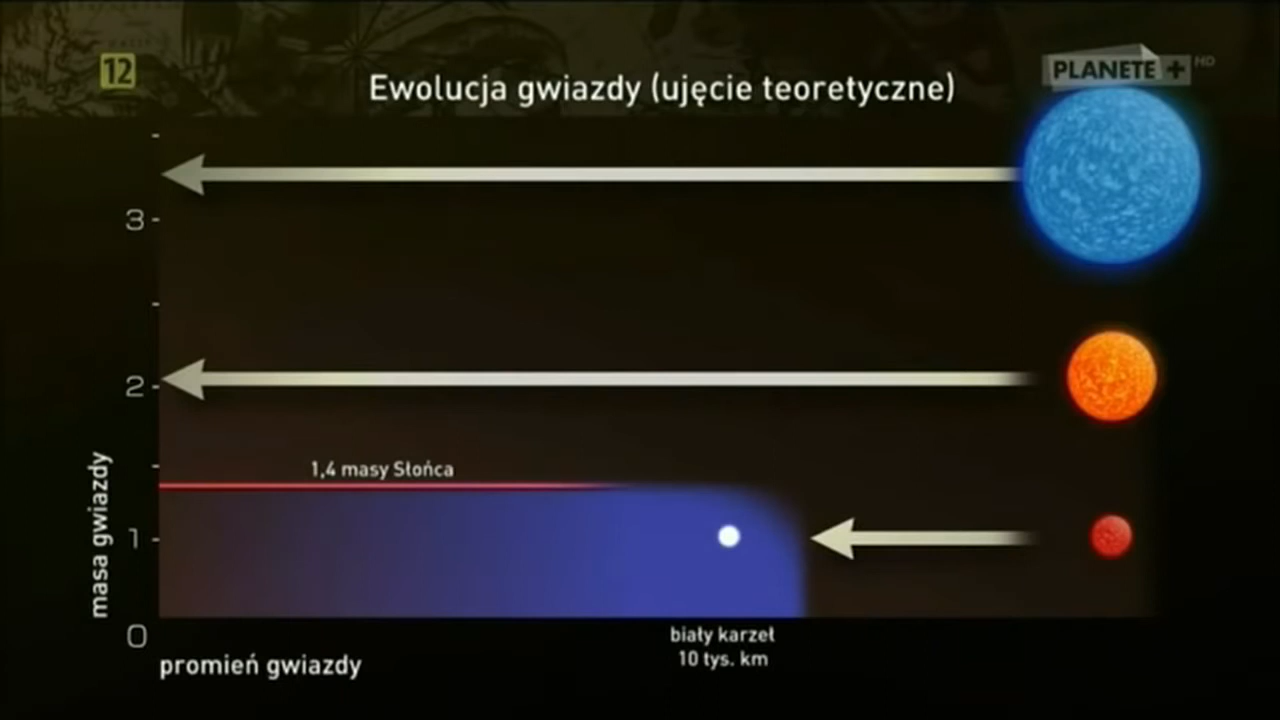 12
PLANETE + HD
Ewolucja gwiazdy (ujęcie teoretyczne)
3
2
1,4 masy Słońca
1
masa gwiazdy
0
biały karzeł
10 tys. km
promień gwiazdy